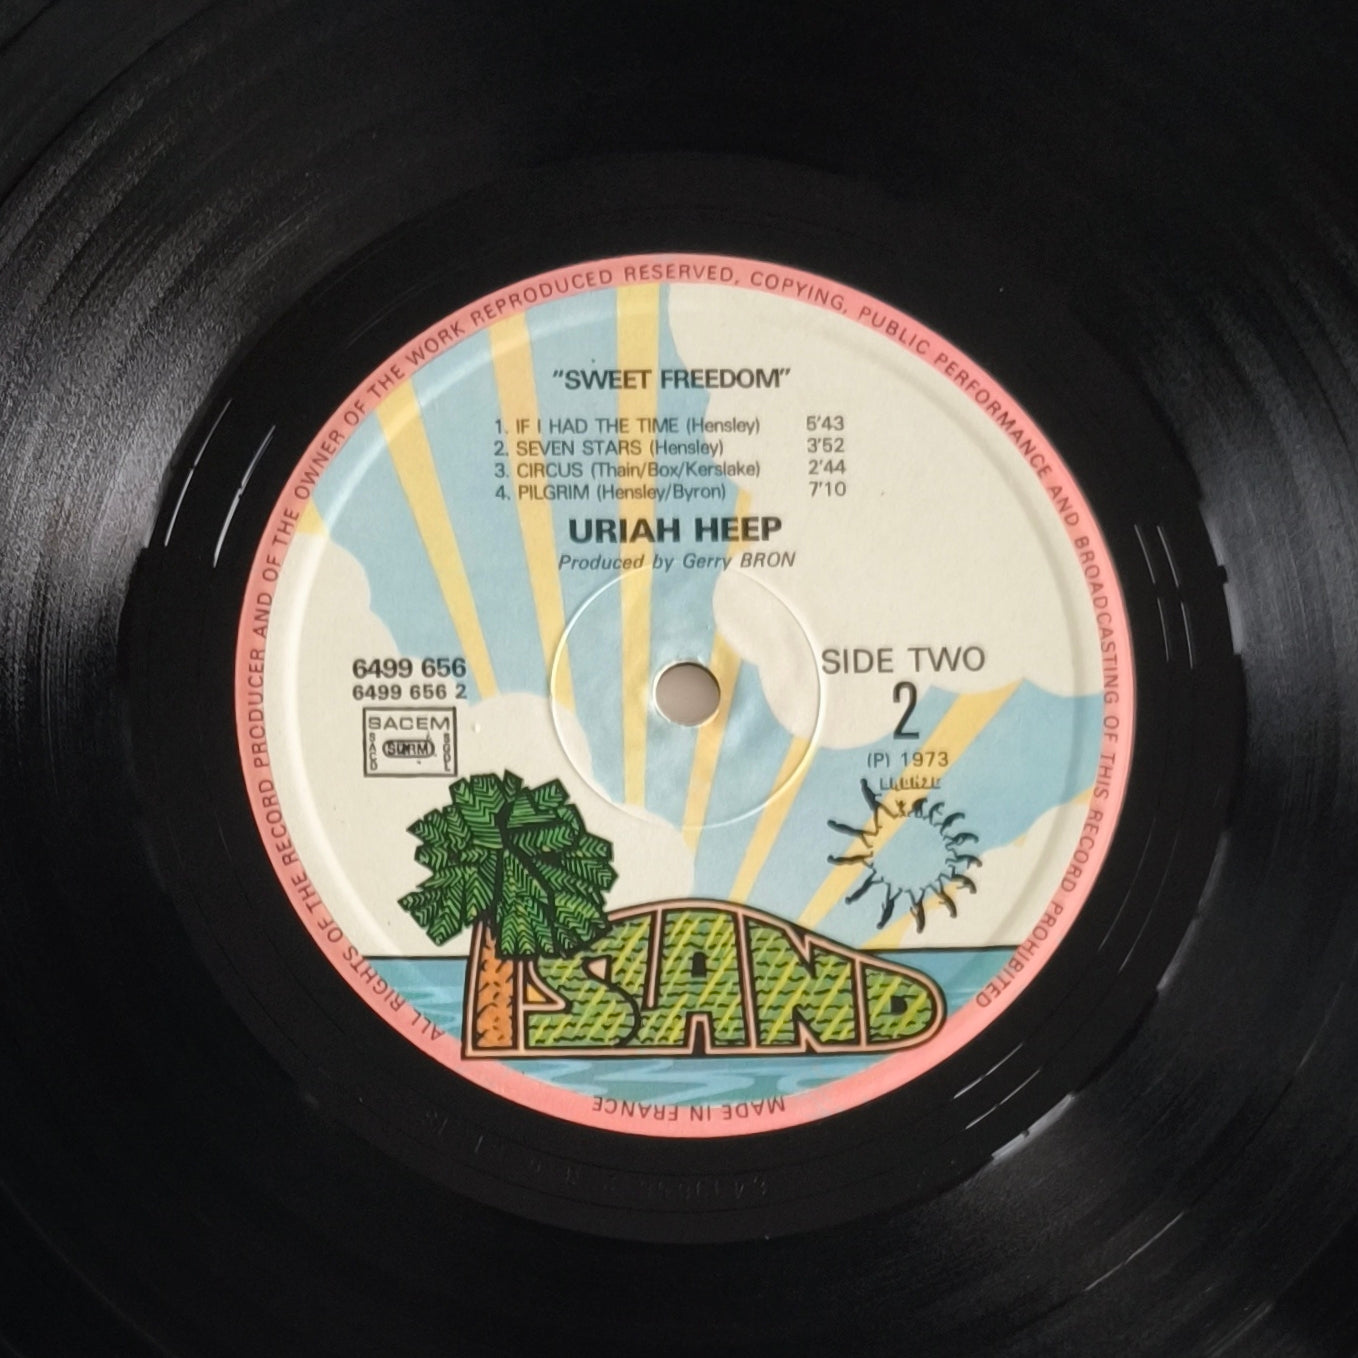 ALL RIGHTS OF THE RECORD PRODUCER AND OF THE OWNER OF THE WORK REPRODUCED RESERVED, COPYING, PUBLIC PERFORMANCE AND BROADCASTING OF THIS RECORD PROHIBITED
"SWEET FREEDOM"
1. IF I HAD THE TIME (Hensley) 5'43
2. SEVEN STARS (Hensley) 3'52
3. CIRCUS (Thain/Box/Kerslake) 2'44
4. PILGRIM (Hensley/Byron) 7'10
URIAH HEEP
Produced by Gerry BRON
6499 656
6499 656 2
SACEM
SACD SDRM SGDL
SIDE TWO
2
(P) 1973
ISLAND
MADE IN FRANCE